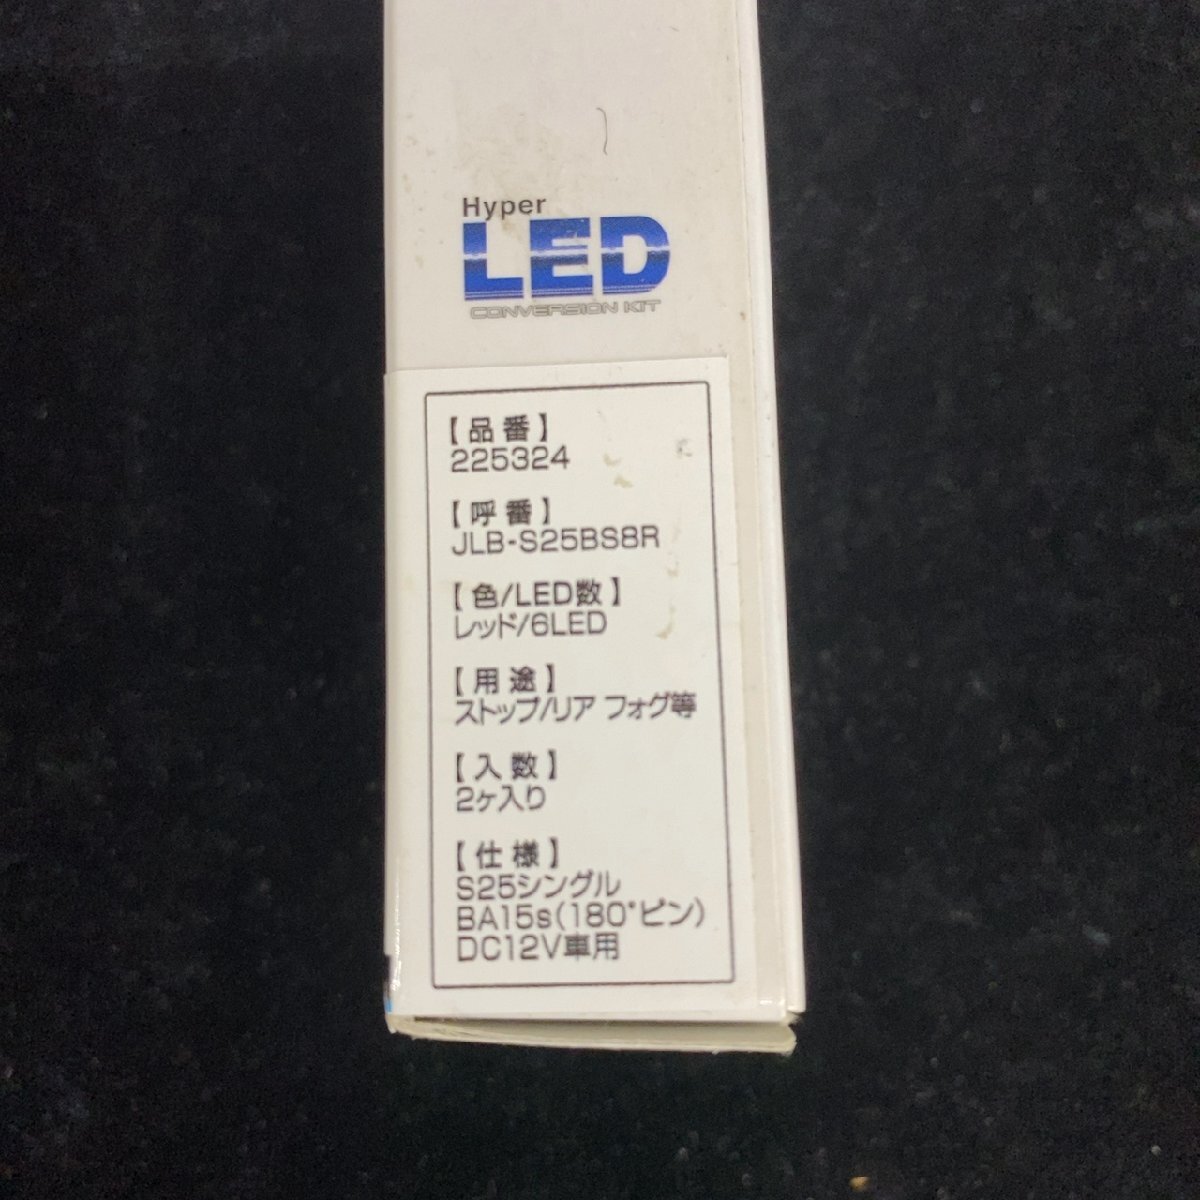 Hyper
LED
CONVERSION KIT
【品番】
225324
【呼番】
JLB-S25BS8R
【色/LED数】
レッド/6LED
【用途】
ストップ/リア フォグ等
【入数】
2ヶ入り
【仕様】
S25シングル
BA15s(180°ピン)
DC12V車用